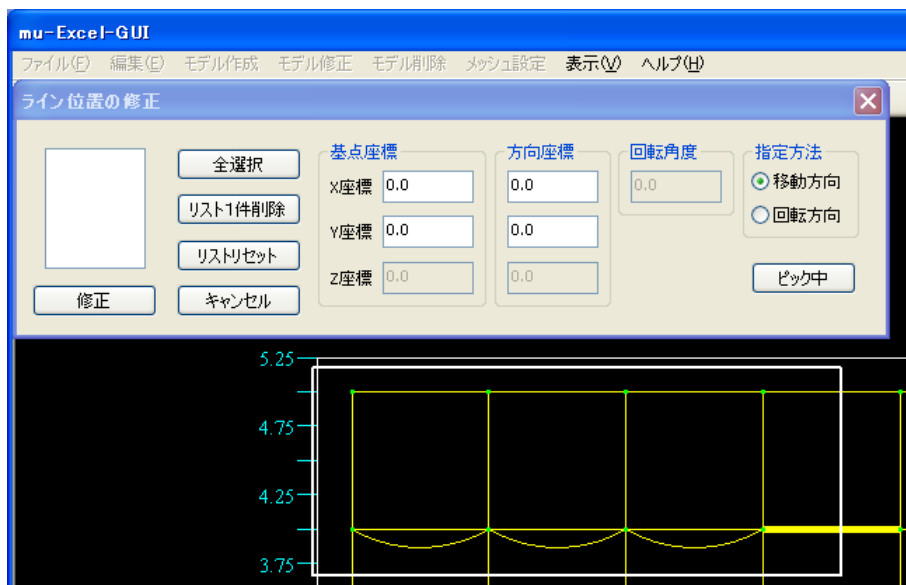 mu-Excel-GUI
ファイル(F) 編集(E) モデル作成 モデル修正 モデル削除 メッシュ設定 表示(V) ヘルプ(H)
ライン位置の修正
全選択
リスト1件削除
リストリセット
修正
キャンセル
基点座標
X座標 0.0
Y座標 0.0
Z座標 0.0
方向座標
0.0
0.0
0.0
回転角度
0.0
指定方法
移動方向
回転方向
ピック中
5.25
4.75
4.25
3.75